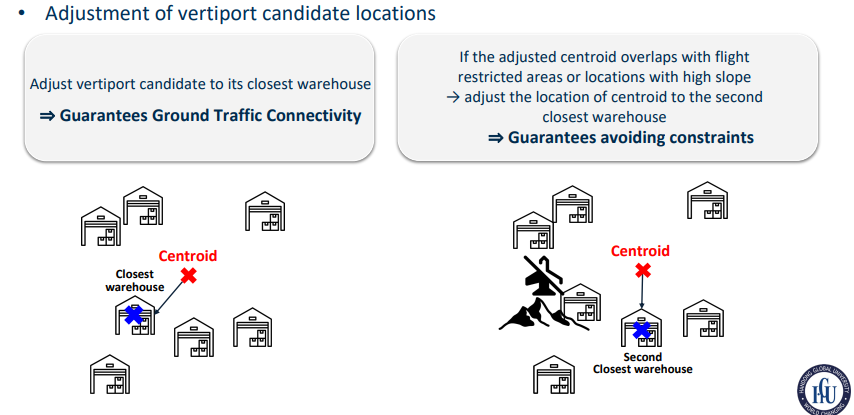 • Adjustment of vertiport candidate locations
Adjust vertiport candidate to its closest warehouse
⇒ Guarantees Ground Traffic Connectivity
If the adjusted centroid overlaps with flight
restricted areas or locations with high slope
→ adjust the location of centroid to the second
closest warehouse
⇒ Guarantees avoiding constraints
Centroid
Closest
warehouse
Centroid
Second
Closest warehouse
HANDONG GLOBAL UNIVERSITY
HGU